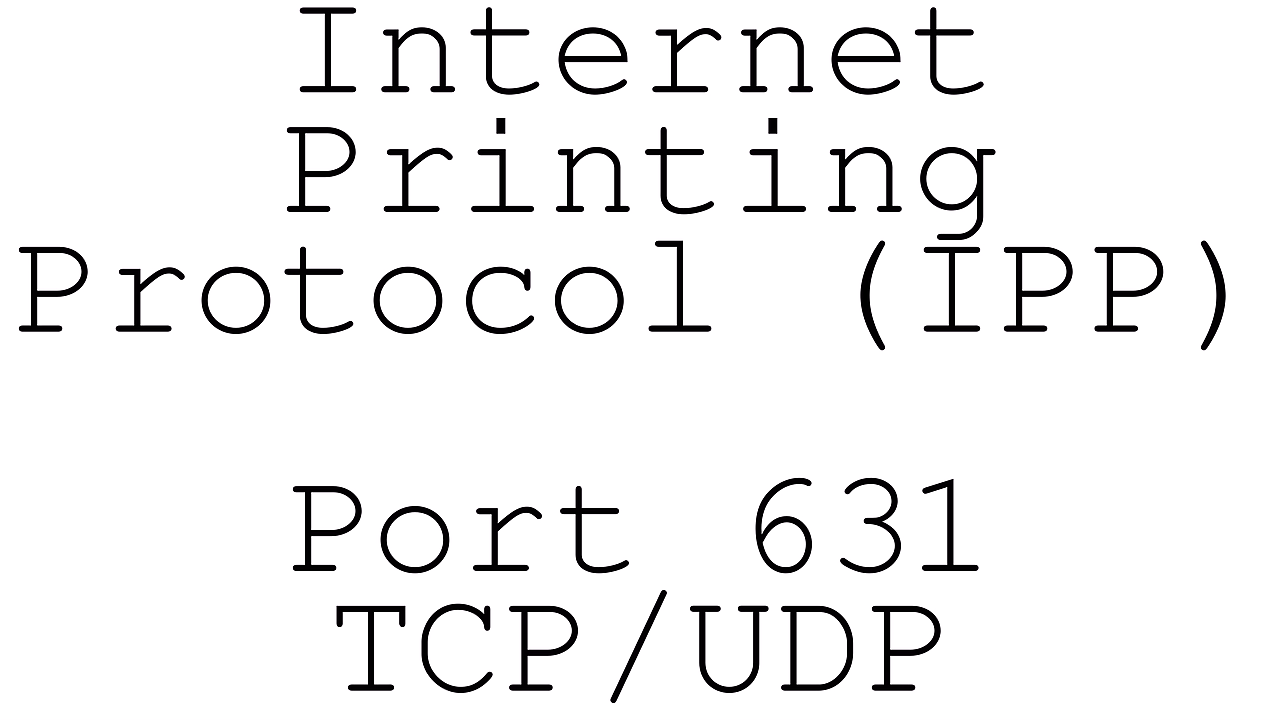 Internet
Printing
Protocol (IPP)
Port 631
TCP/UDP